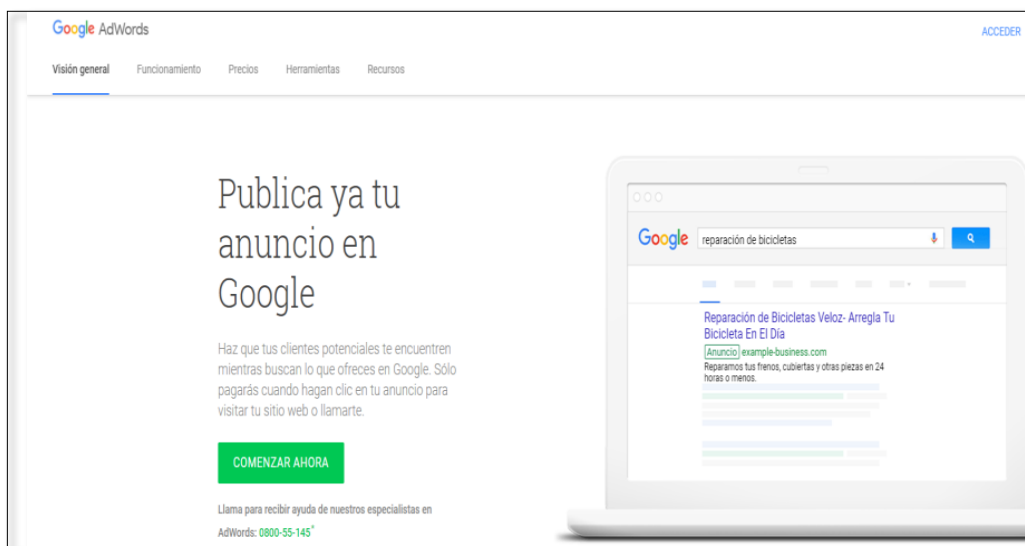 Google AdWords
ACCEDER
Visión general Funcionamiento Precios Herramientas Recursos
Publica ya tu
anuncio en
Google
Haz que tus clientes potenciales te encuentren
mientras buscan lo que ofreces en Google. Sólo
pagarás cuando hagan clic en tu anuncio para
visitar tu sitio web o llamarte.
COMENZAR AHORA
Llama para recibir ayuda de nuestros especialistas en
AdWords: 0800-55-145*
Google reparación de bicicletas
Reparación de Bicicletas Veloz- Arregla Tu
Bicicleta En El Día
Anuncio example-business.com
Reparamos tus frenos, cubiertas y otras piezas en 24
horas o menos.